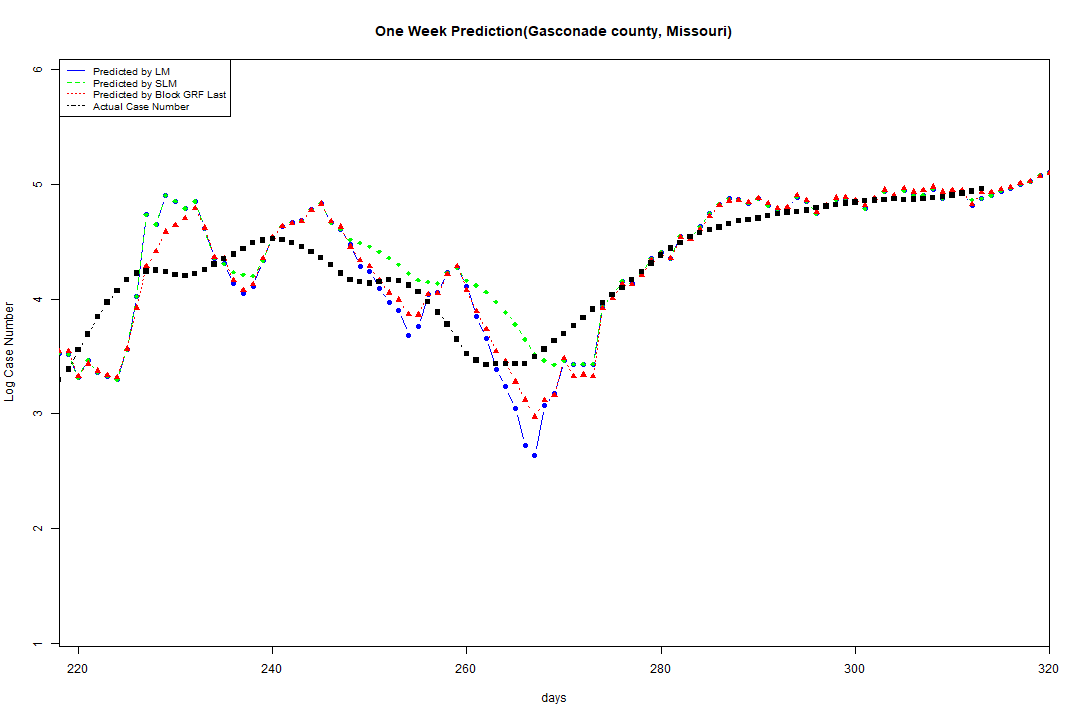 One Week Prediction(Gasconade county, Missouri)
Predicted by LM
Predicted by SLM
Predicted by Block GRF Last
Actual Case Number
6
5
4
3
2
1
Log Case Number
220 240 260 280 300 320
days